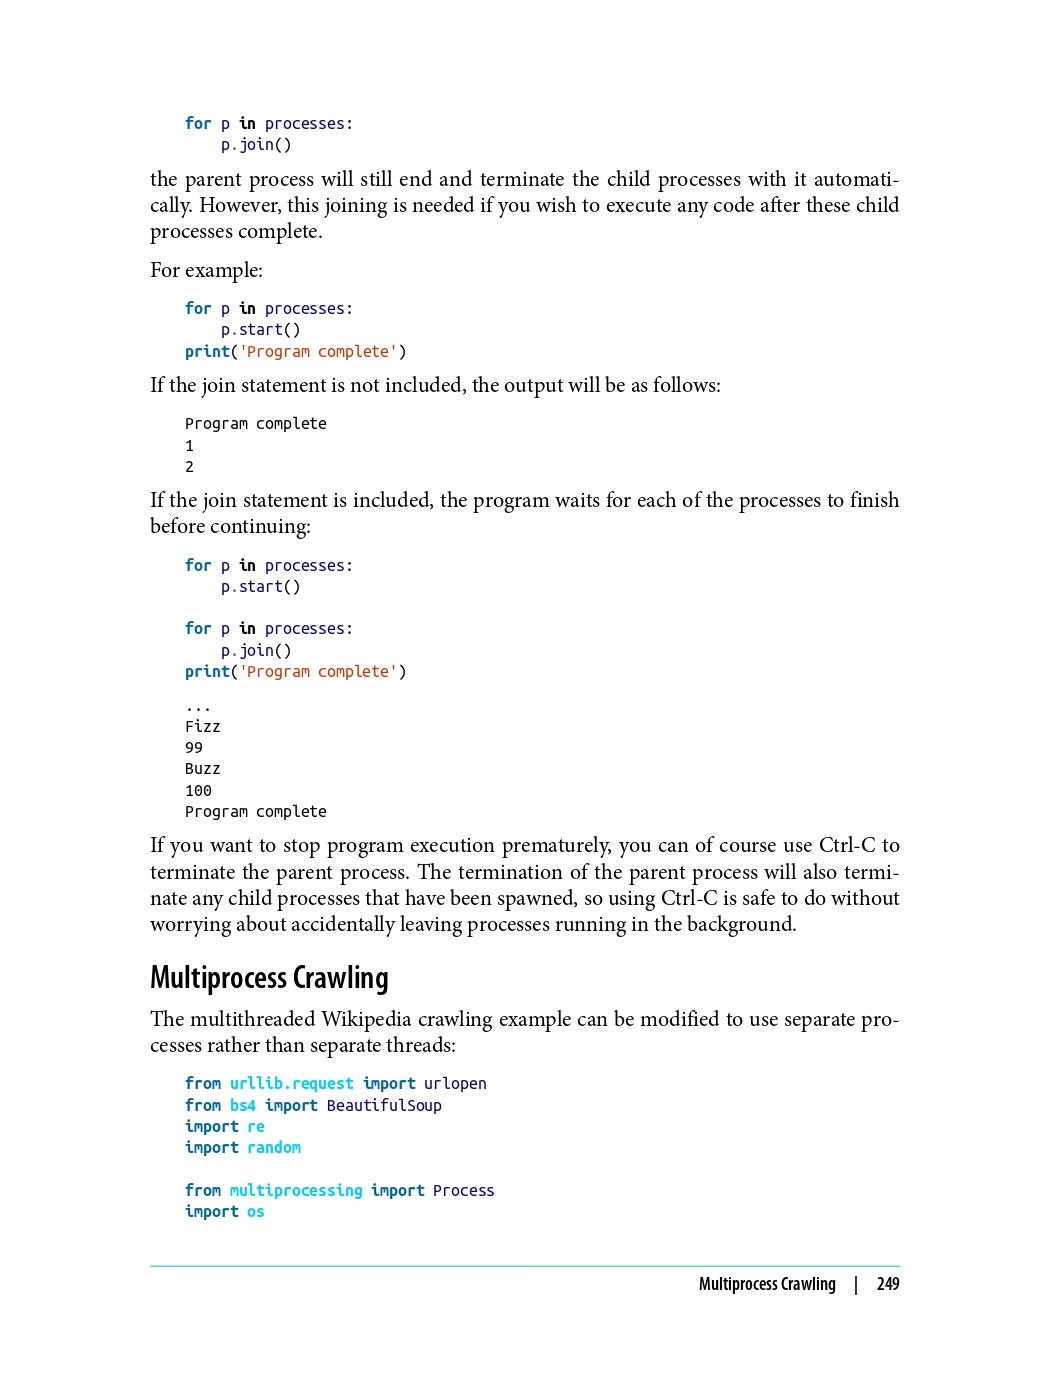 for p in processes:
    p.join()
the parent process will still end and terminate the child processes with it automati-
cally. However, this joining is needed if you wish to execute any code after these child
processes complete.
For example:
for p in processes:
    p.start()
print('Program complete')
If the join statement is not included, the output will be as follows:
Program complete
1
2
If the join statement is included, the program waits for each of the processes to finish
before continuing:
for p in processes:
    p.start()

for p in processes:
    p.join()
print('Program complete')
...
Fizz
99
Buzz
100
Program complete
If you want to stop program execution prematurely, you can of course use Ctrl-C to
terminate the parent process. The termination of the parent process will also termi-
nate any child processes that have been spawned, so using Ctrl-C is safe to do without
worrying about accidentally leaving processes running in the background.
Multiprocess Crawling
The multithreaded Wikipedia crawling example can be modified to use separate pro-
cesses rather than separate threads:
from urllib.request import urlopen
from bs4 import BeautifulSoup
import re
import random

from multiprocessing import Process
import os
Multiprocess Crawling | 249